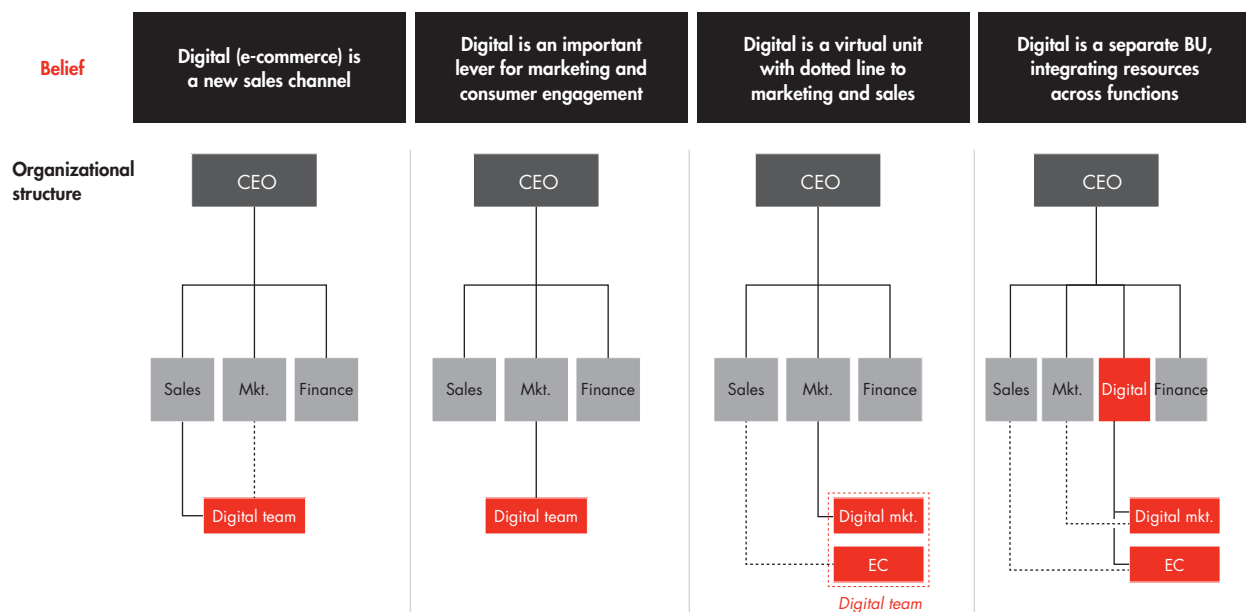 Belief
Digital (e-commerce) is
a new sales channel
Digital is an important
lever for marketing and
consumer engagement
Digital is a virtual unit
with dotted line to
marketing and sales
Digital is a separate BU,
integrating resources
across functions
Organizational
structure
CEO
Sales
Mkt.
Finance
Digital team
CEO
Sales
Mkt.
Finance
Digital team
CEO
Sales
Mkt.
Finance
Digital mkt.
EC
Digital team
CEO
Sales
Mkt.
Digital
Finance
Digital mkt.
EC